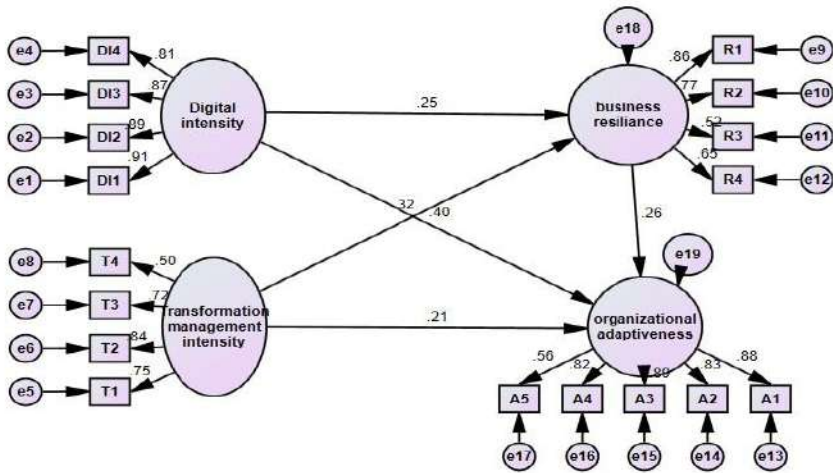 e4
DI4
.81
e3
DI3
.87
e2
DI2
.89
e1
DI1
.91
Digital
intensity
e18
business
resiliance
.86
R1
e9
.77
R2
e10
.52
R3
e11
.65
R4
e12
.25
.32
.40
.26
.21
e8
T4
.50
e7
T3
.72
e6
T2
.84
e5
T1
.75
Transformation
management
intensity
e19
organizational
adaptiveness
.56
.82
.89
.83
.88
A5
A4
A3
A2
A1
e17
e16
e15
e14
e13